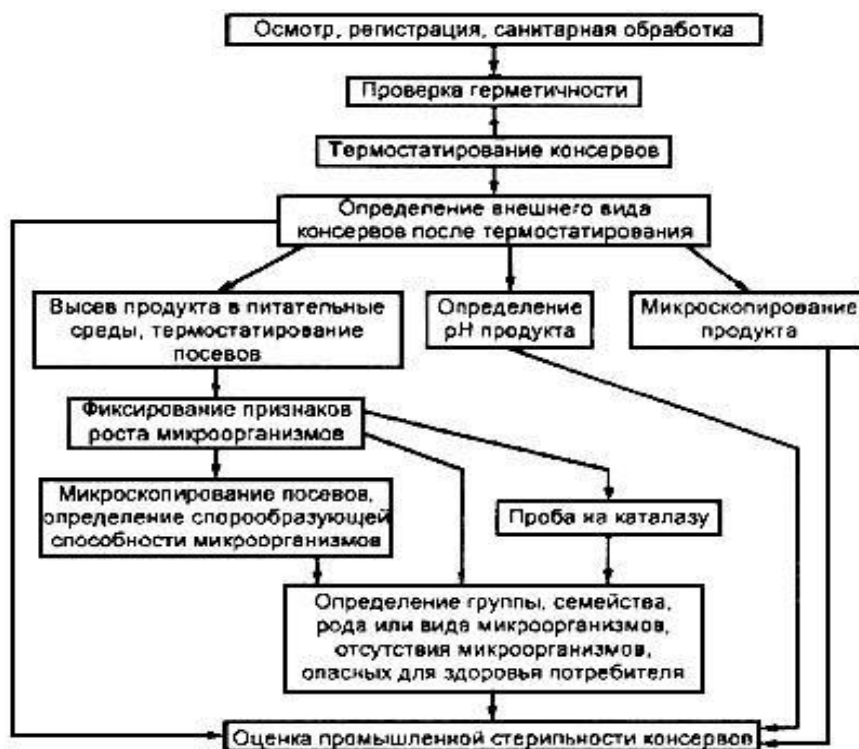 Осмотр, регистрация, санитарная обработка
Проверка герметичности
Термостатирование консервов
Определение внешнего вида
консервов после термостатирования
Высев продукта в питательные
среды, термостатирование
посевов
Определение
рН продукта
Микроскопирование
продукта
Фиксирование признаков
роста микроорганизмов
Микроскопирование посевов,
определение спорообразующей
способности микроорганизмов
Проба на каталазу
Определение группы, семейства,
рода или вида микроорганизмов,
отсутствия микроорганизмов,
опасных для здоровья потребителя
Оценка промышленной стерильности консервов